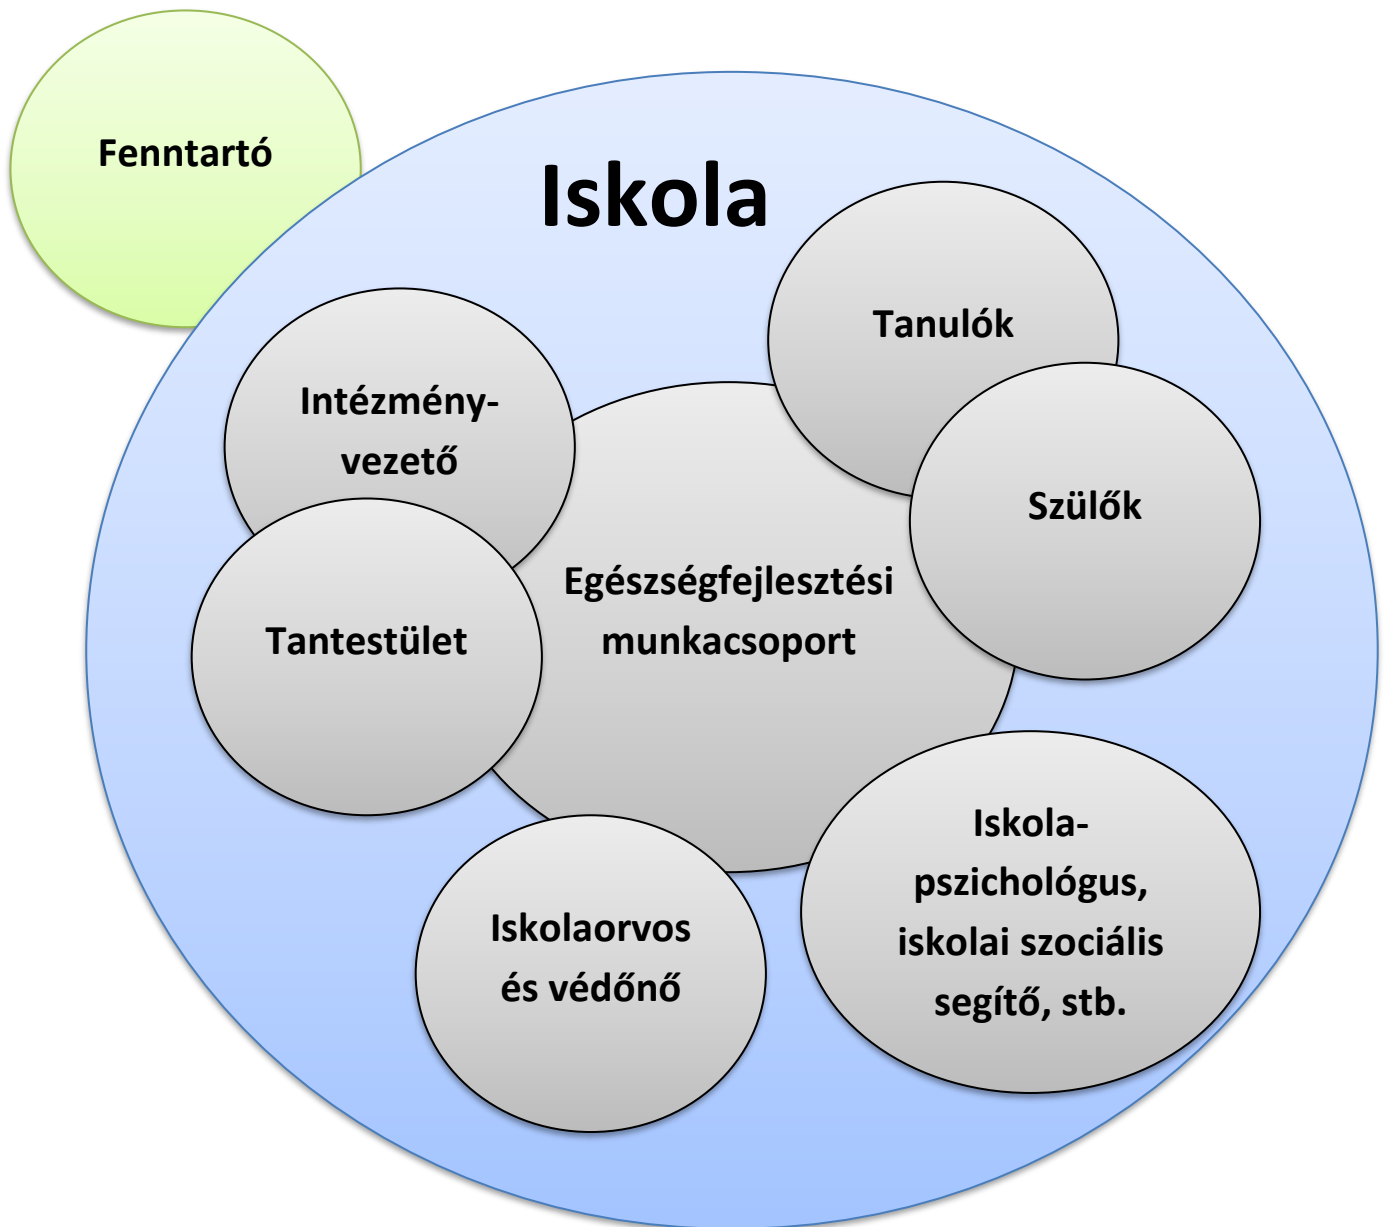 Fenntartó
Iskola
Tanulók
Intézmény-
vezető
Szülők
Egészségfejlesztési
munkacsoport
Tantestület
Iskola-
pszichológus,
iskolai szociális
segítő, stb.
Iskolaorvos
és védőnő